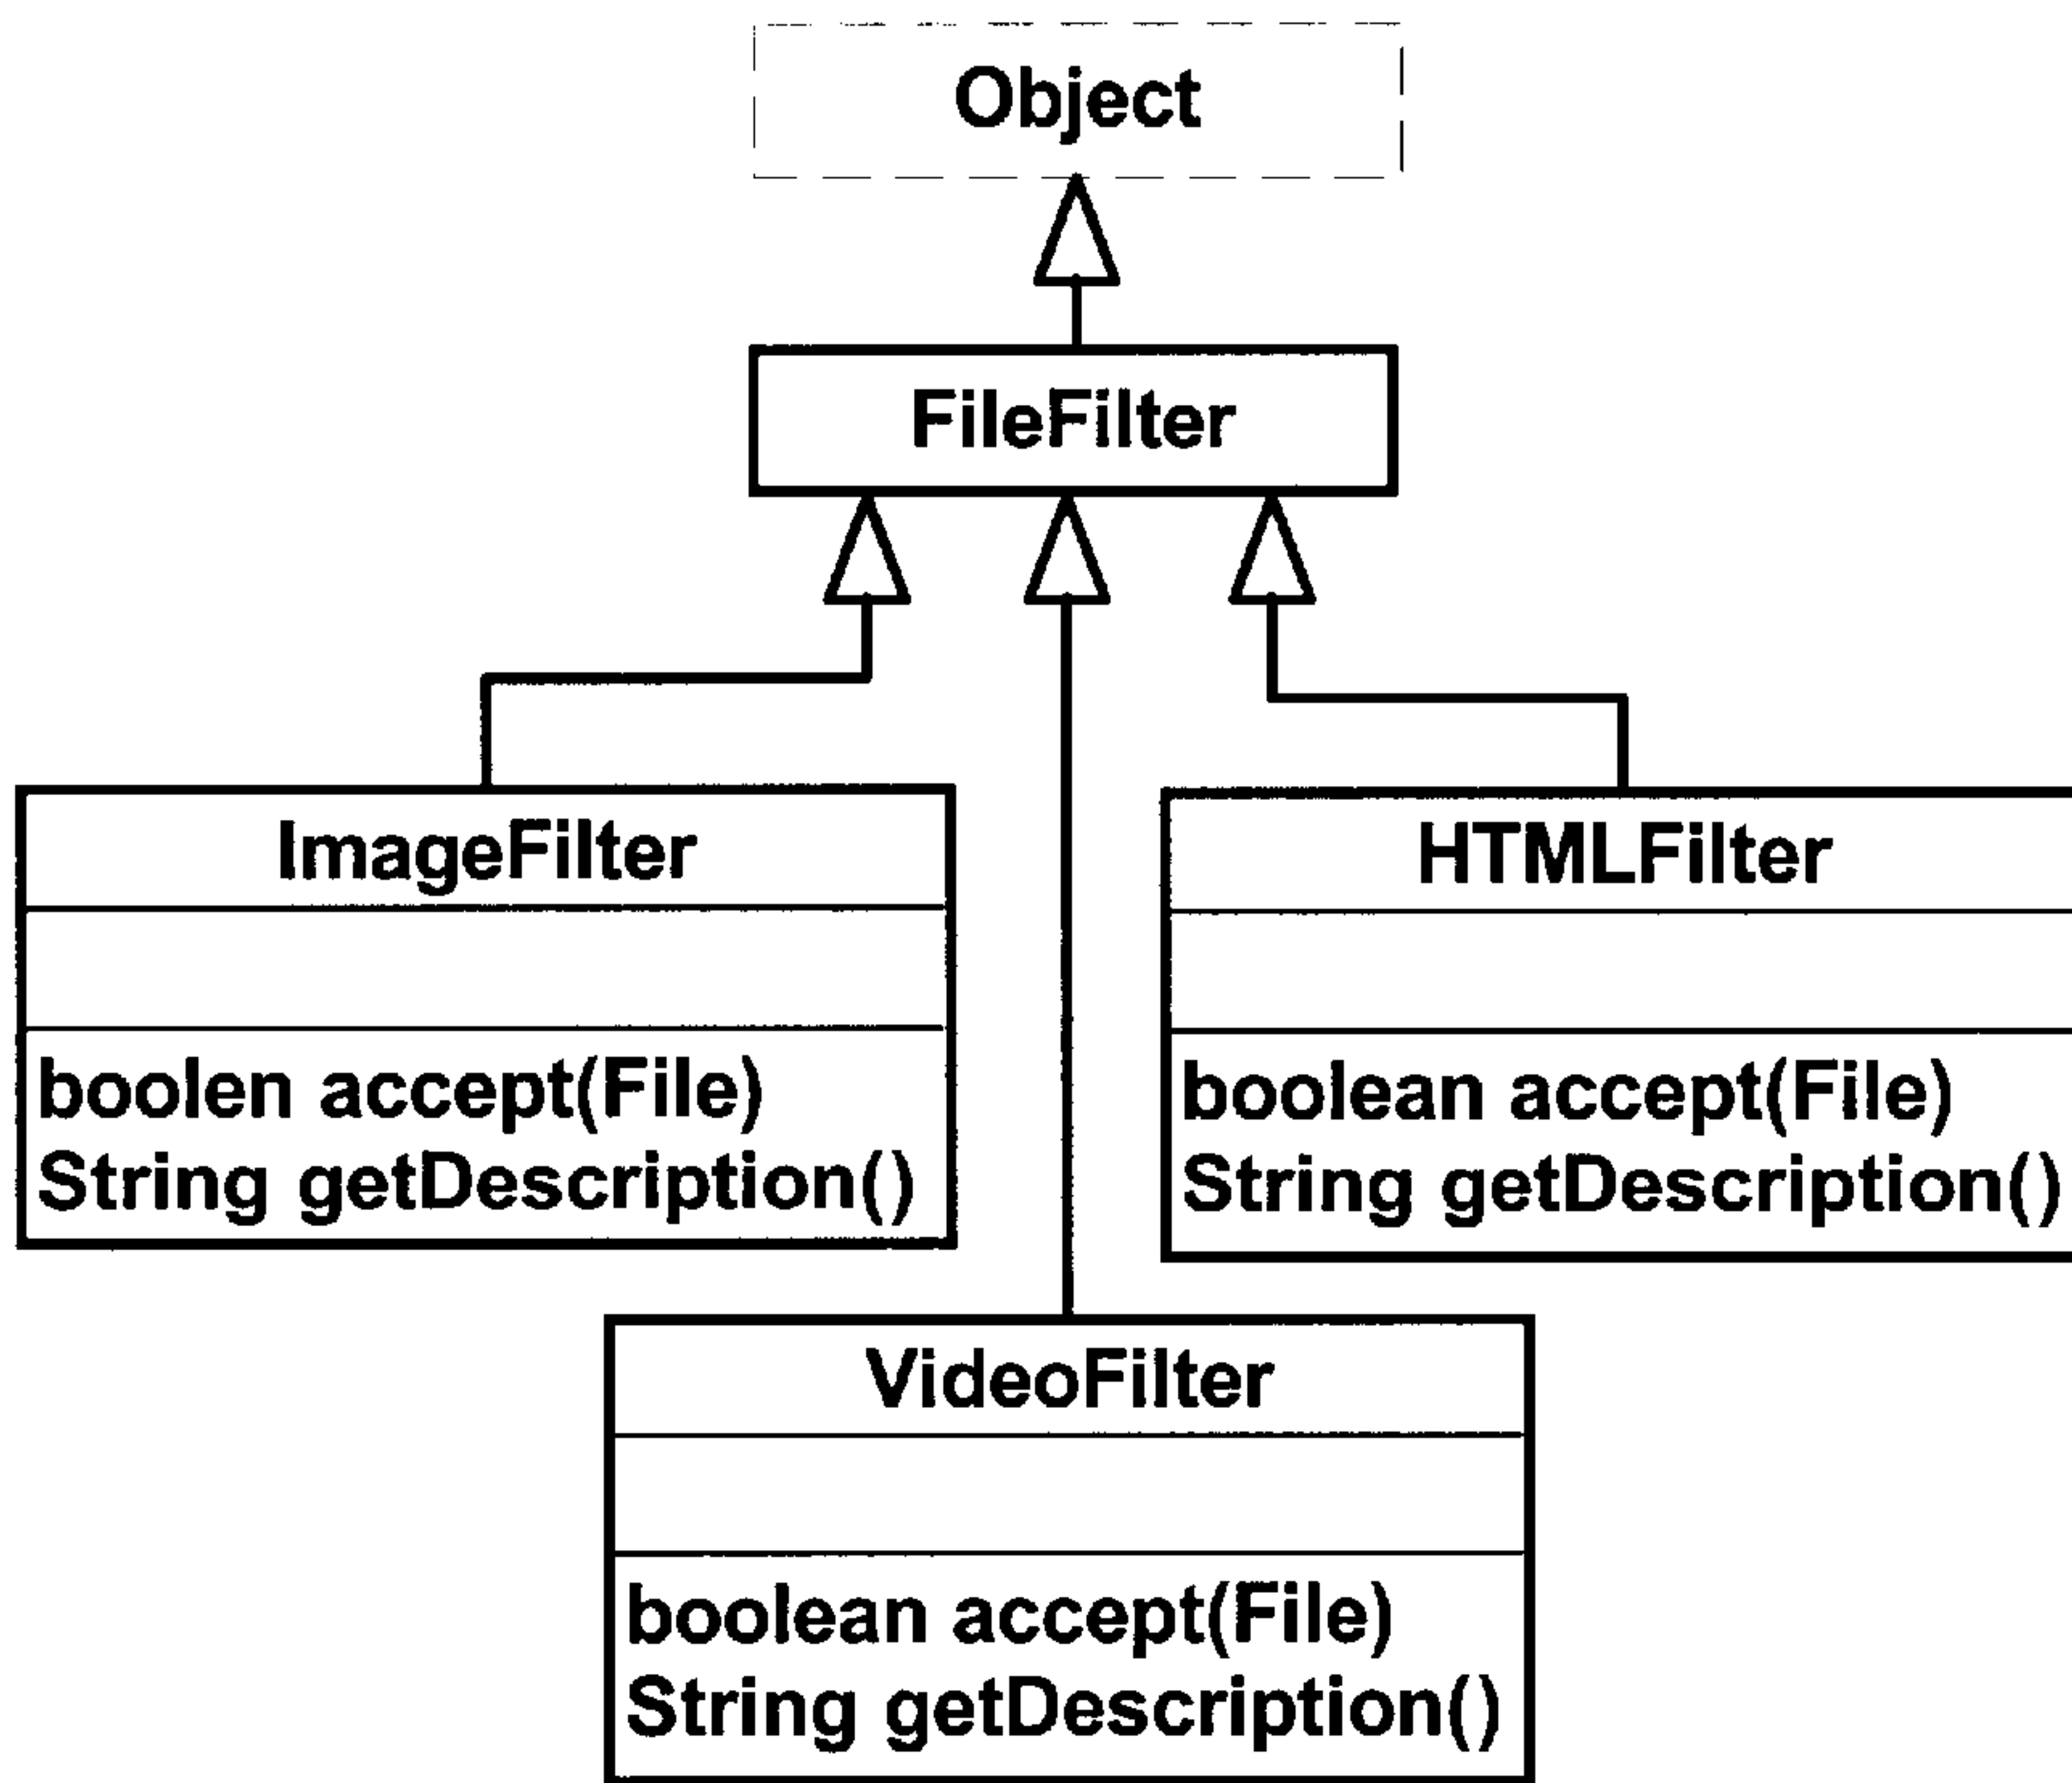 Object
FileFilter
ImageFilter
boolen accept(File)
String getDescription()
HTMLFilter
boolean accept(File)
String getDescription()
VideoFilter
boolean accept(File)
String getDescription()